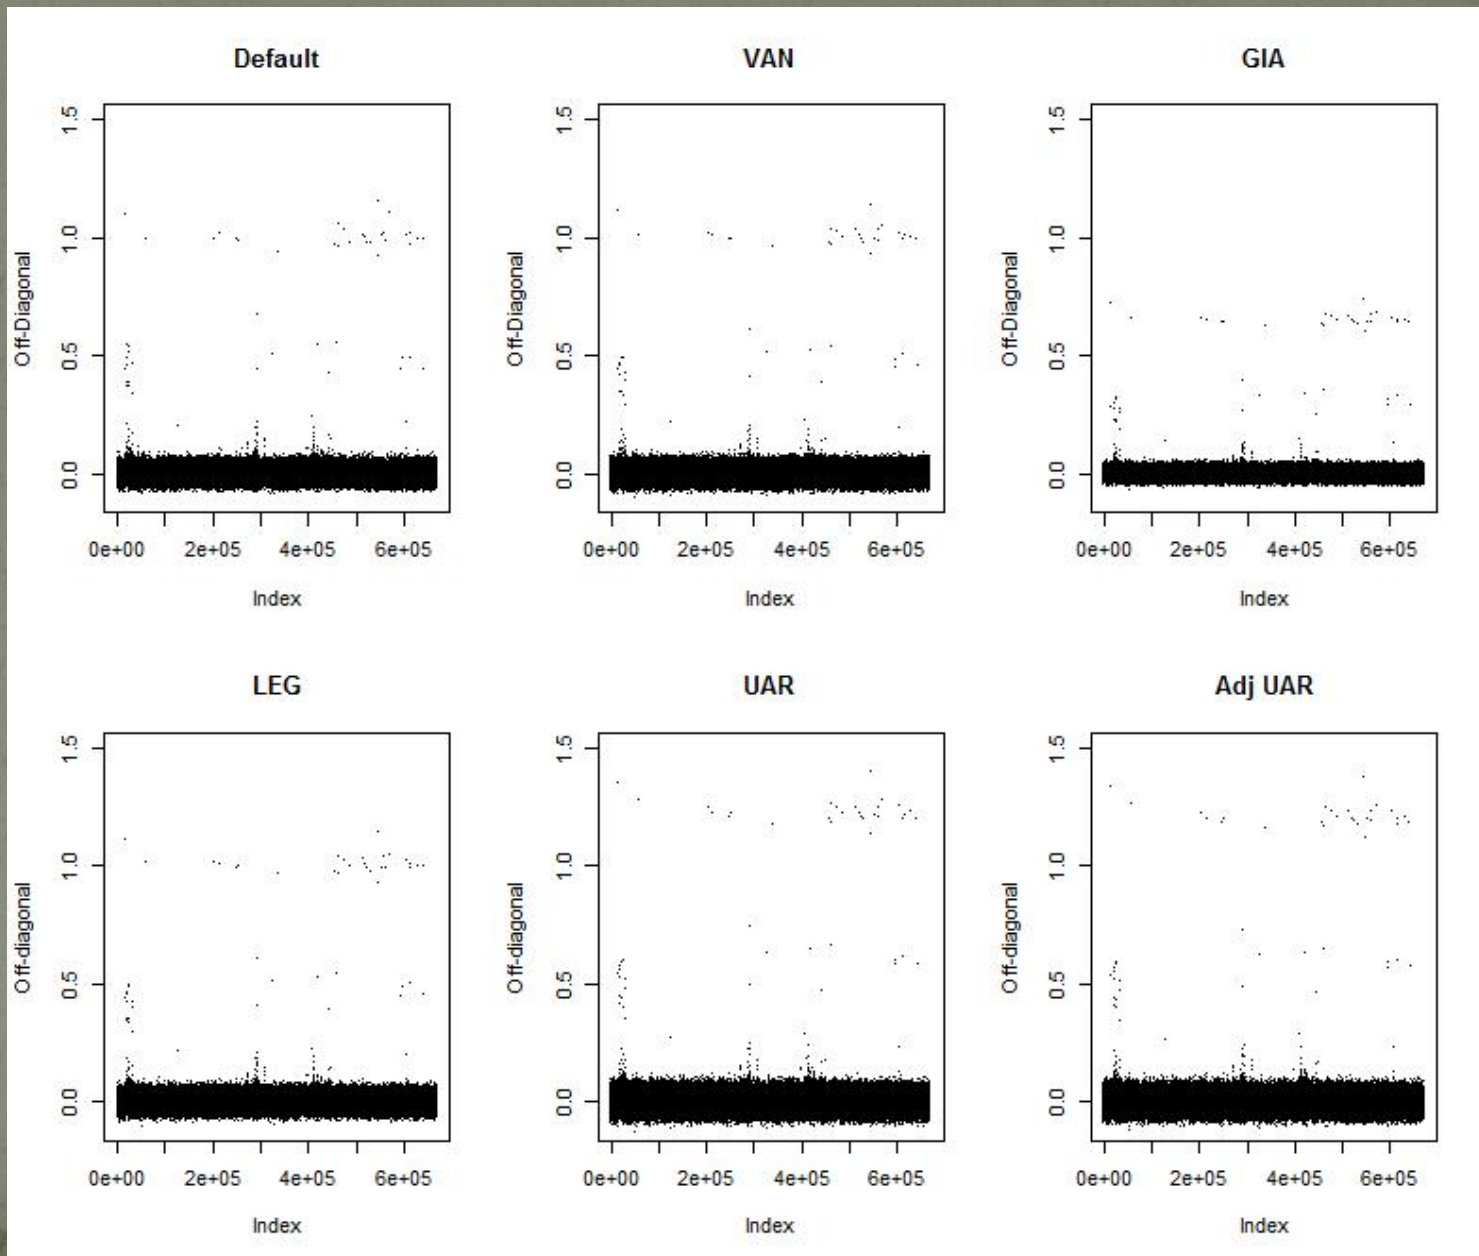 Default VAN GIA
1.5 1.5 1.5
1.0 1.0 1.0
Off-Diagonal Off-Diagonal Off-Diagonal
0.5 0.5 0.5
0.0 0.0 0.0
0e+00 2e+05 4e+05 6e+05 0e+00 2e+05 4e+05 6e+05 0e+00 2e+05 4e+05 6e+05
Index Index Index
LEG UAR Adj UAR
1.5 1.5 1.5
1.0 1.0 1.0
Off-diagonal Off-diagonal Off-diagonal
0.5 0.5 0.5
0.0 0.0 0.0
0e+00 2e+05 4e+05 6e+05 0e+00 2e+05 4e+05 6e+05 0e+00 2e+05 4e+05 6e+05
Index Index Index